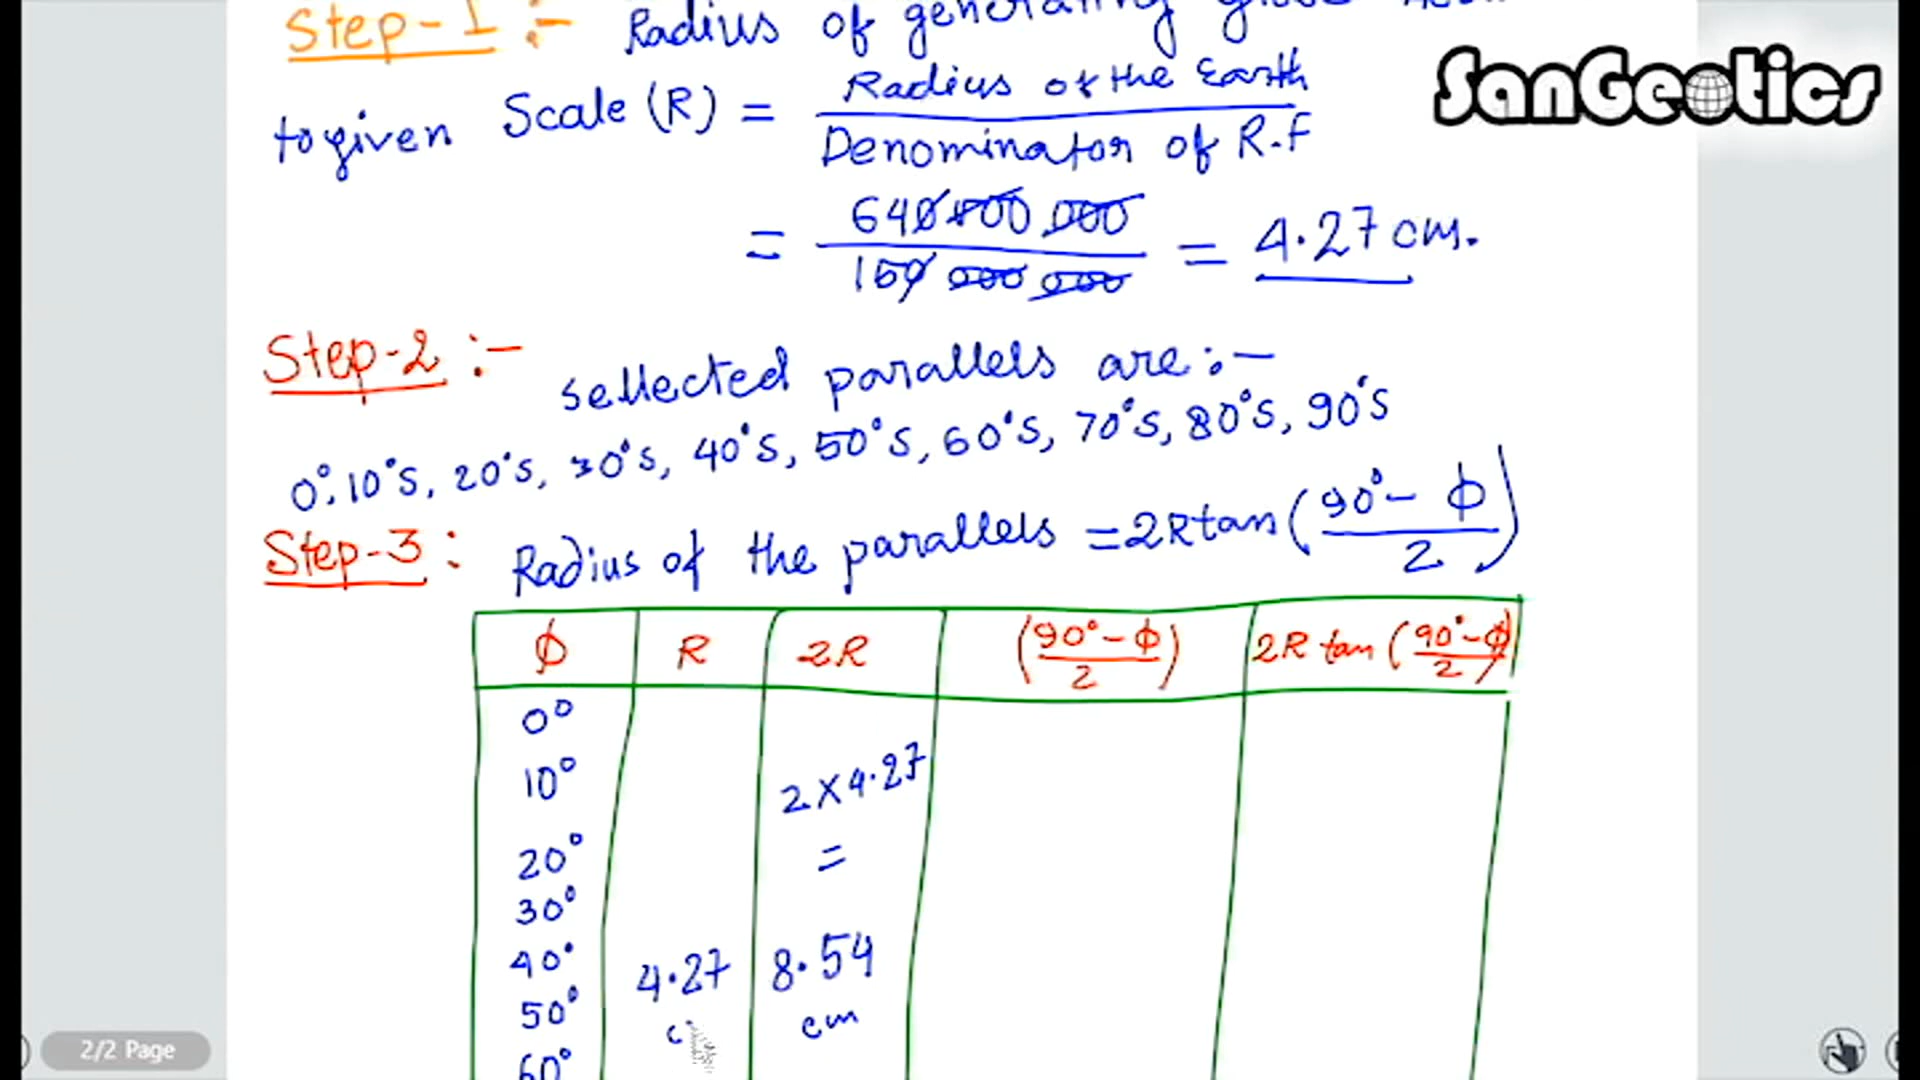 Step-1 :- Radius of generating
SanGeotics
to given Scale (R) = Radius of the Earth
Denominator of R.F
= 640 000 000
150 000 000
= 4.27 cm.
Step-2 :- Sellected parallels are :-
0°, 10°S, 20°S, 30°S, 40°S, 50°S, 60°S, 70°S, 80°S, 90°S
Step-3 : Radius of the parallels = 2R tan (90° - φ / 2)
φ R 2R (90° - φ / 2) 2R tan (90° - φ / 2)
0°
10° 2 x 4.27
20° =
30°
40° 4.27 8.54
50° c cm
60°
2/2 Page